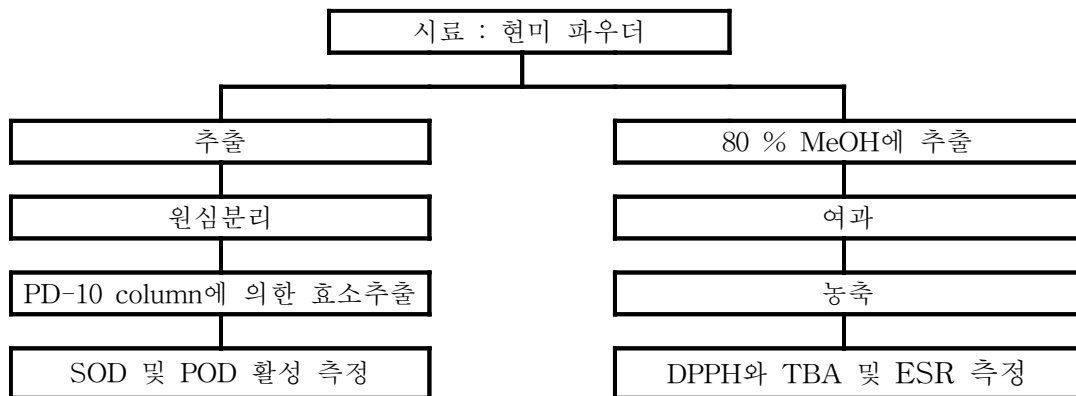 시료 : 현미 파우더
추출
원심분리
PD-10 column에 의한 효소추출
SOD 및 POD 활성 측정
80 % MeOH에 추출
여과
농축
DPPH와 TBA 및 ESR 측정